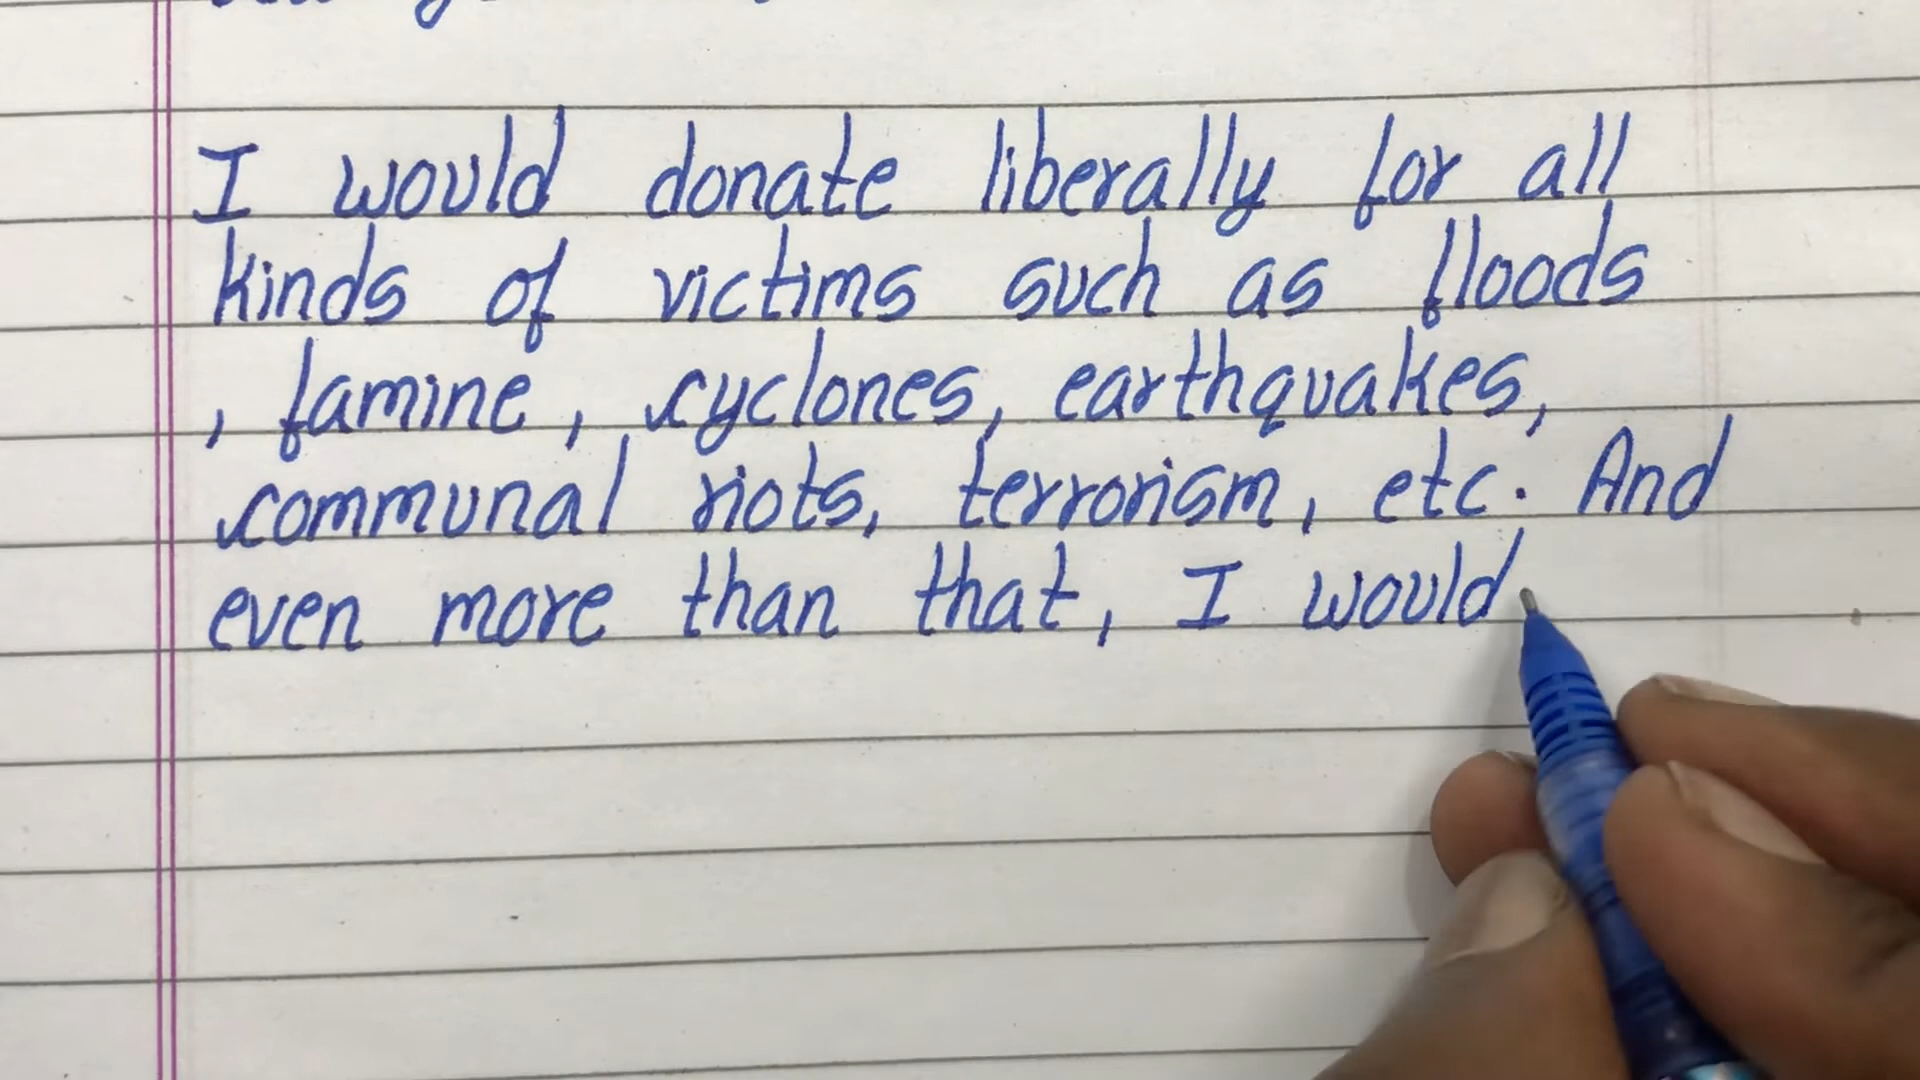 I would donate liberally for all
kinds of victims such as floods
, famine, cyclones, earthquakes,
communal riots, terrorism, etc. And
even more than that, I would